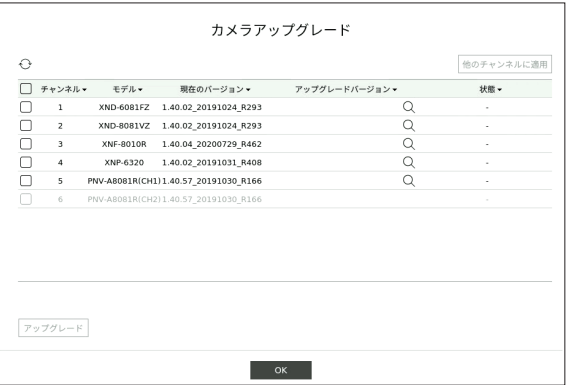 カメラアップグレード
他のチャンネルに適用
チャンネル▾ モデル▾ 現在のバージョン▾ アップグレードバージョン▾ 状態▾
1 XND-6081FZ 1.40.02_20191024_R293 -
2 XND-8081VZ 1.40.02_20191024_R293 -
3 XNF-8010R 1.40.04_20200729_R462 -
4 XNP-6320 1.40.02_20191031_R408 -
5 PNV-A8081R(CH1) 1.40.57_20191030_R166 -
6 PNV-A8081R(CH2) 1.40.57_20191030_R166 -
アップグレード
OK